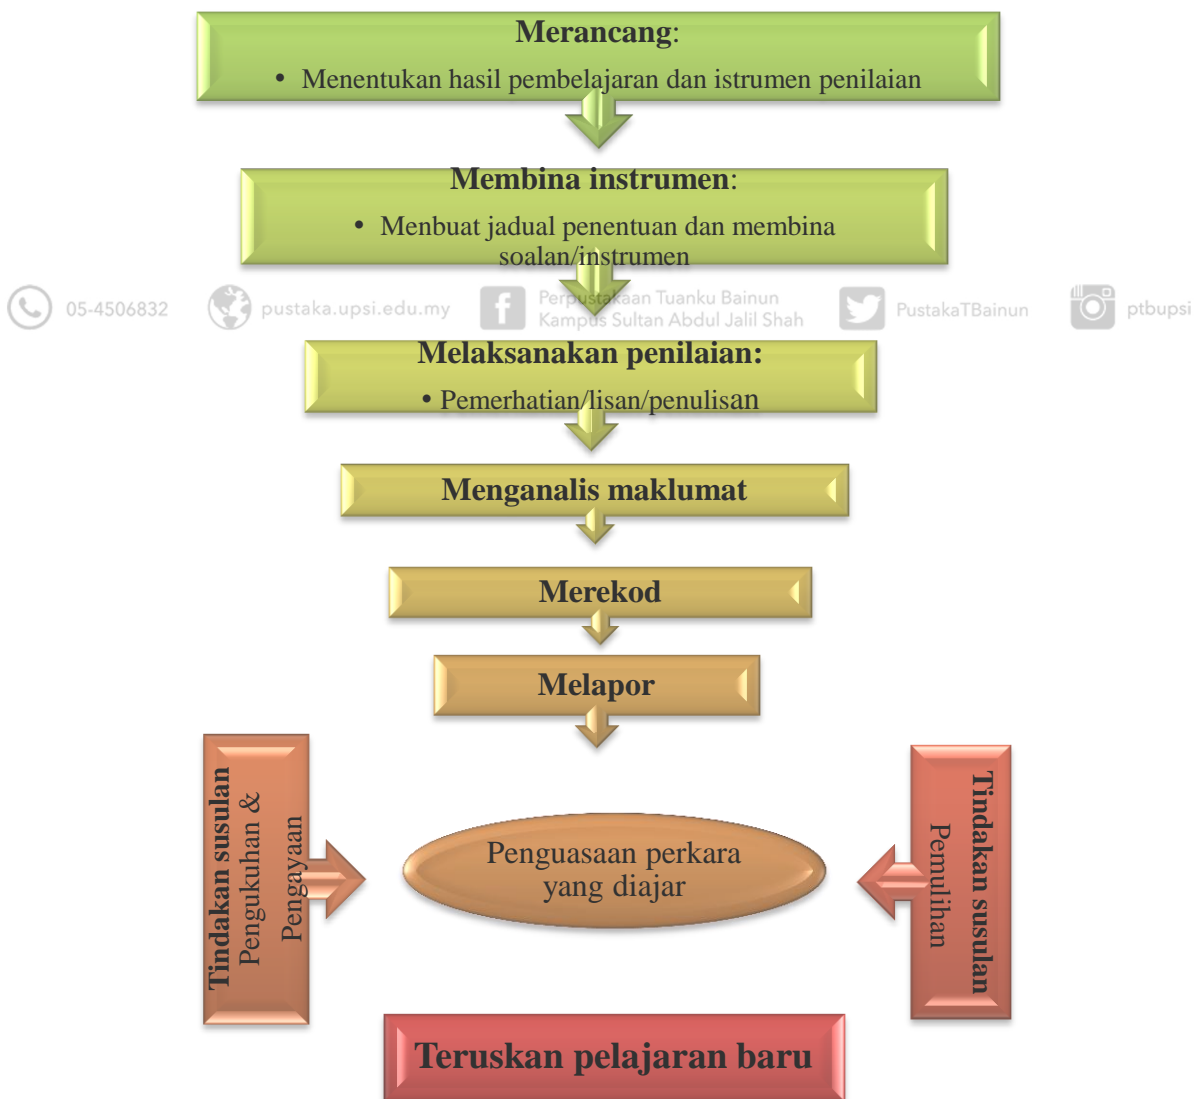 Merancang:
• Menentukan hasil pembelajaran dan istrumen penilaian
Membina instrumen:
• Menbuat jadual penentuan dan membina
soalan/instrumen
05-4506832
pustaka.upsi.edu.my
Perpustakaan Tuanku Bainun
Kampus Sultan Abdul Jalil Shah
PustakaTBainun
ptbupsi
Melaksanakan penilaian:
• Pemerhatian/lisan/penulisan
Menganalis maklumat
Merekod
Melapor
Tindakan susulan
Pengukuhan &
Pengayaan
Penguasaan perkara
yang diajar
Tindakan susulan
Pemulihan
Teruskan pelajaran baru